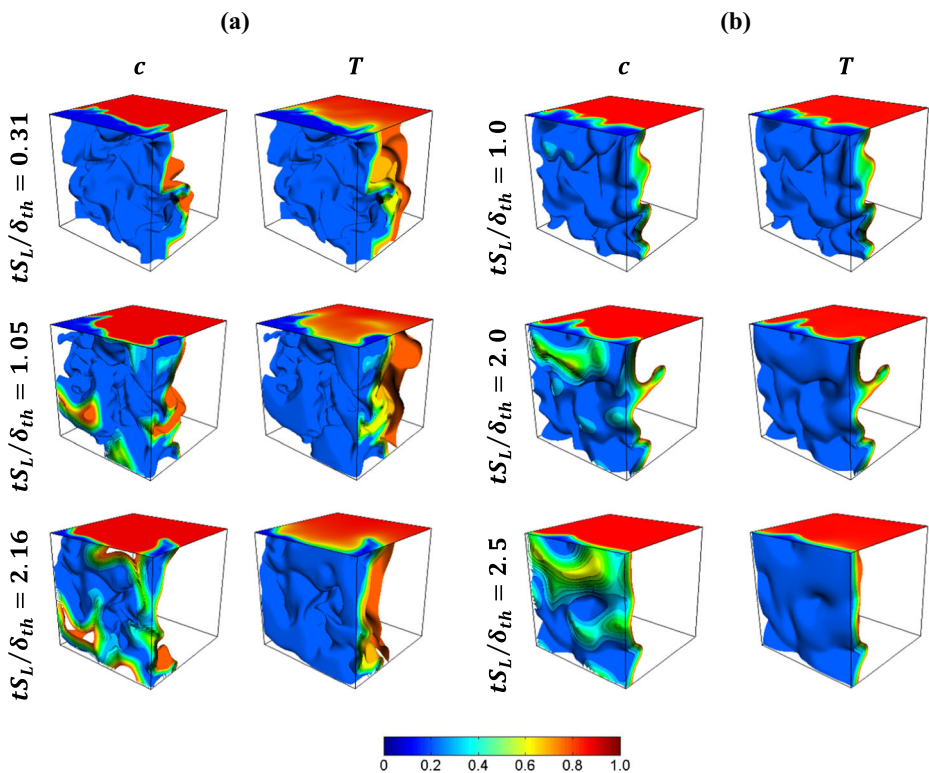 (a) (b)
c T c T
tS_L/δ_th = 0.31
tS_L/δ_th = 1.0
tS_L/δ_th = 1.05
tS_L/δ_th = 2.0
tS_L/δ_th = 2.16
tS_L/δ_th = 2.5
0 0.2 0.4 0.6 0.8 1.0